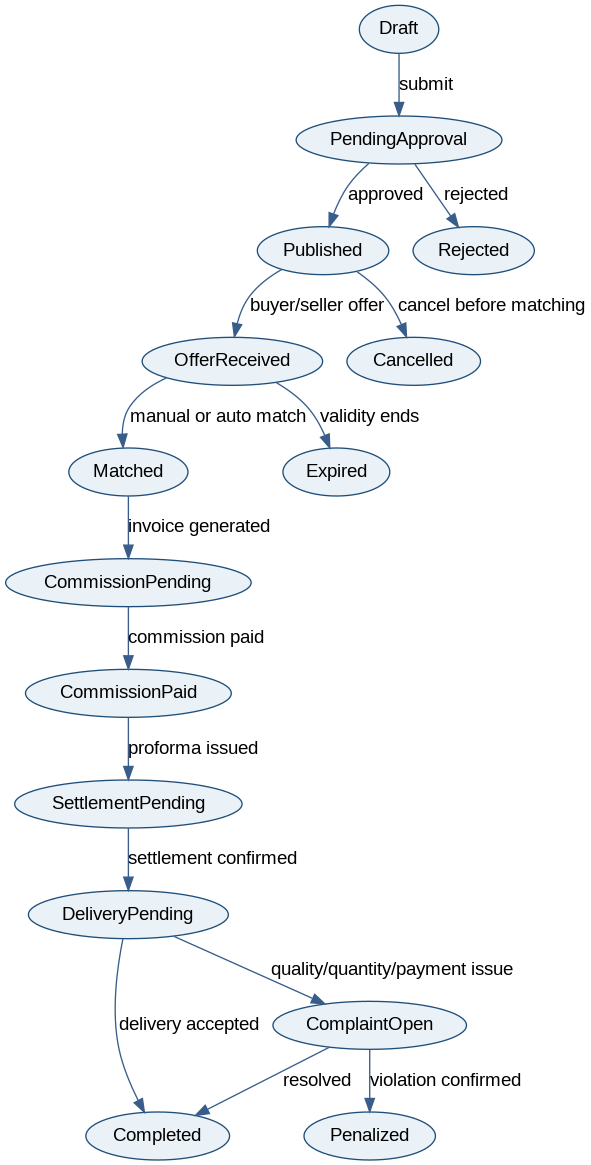 Draft
submit
PendingApproval
approved
rejected
Published
Rejected
buyer/seller offer
cancel before matching
OfferReceived
Cancelled
manual or auto match
validity ends
Matched
Expired
invoice generated
CommissionPending
commission paid
CommissionPaid
proforma issued
SettlementPending
settlement confirmed
DeliveryPending
quality/quantity/payment issue
delivery accepted
ComplaintOpen
resolved
violation confirmed
Completed
Penalized